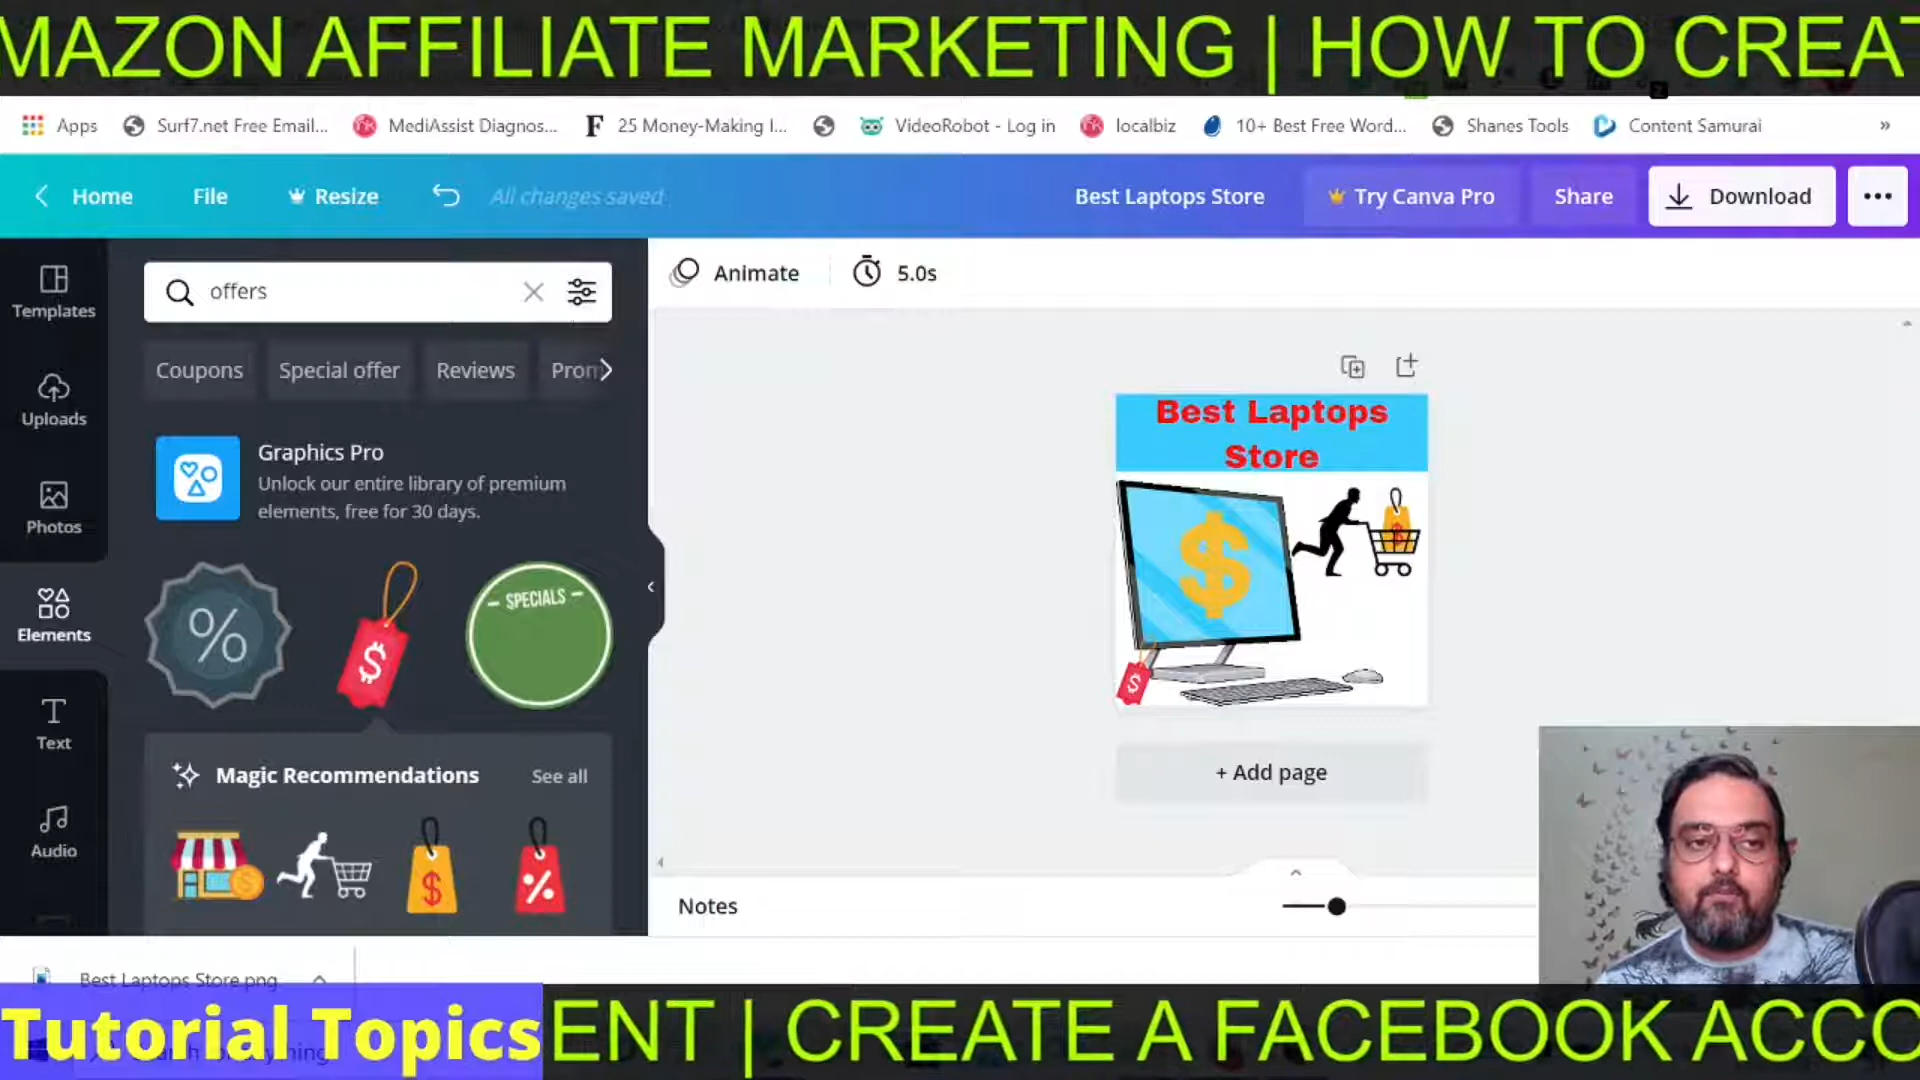 MAZON AFFILIATE MARKETING | HOW TO CREAT
Apps
Surf7.net Free Email...
MediAssist Diagnos...
25 Money-Making I...
VideoRobot - Log in
localbiz
10+ Best Free Word...
Shanes Tools
Content Samurai
»
Home
File
Resize
All changes saved
Best Laptops Store
Try Canva Pro
Share
Download
Templates
Uploads
Photos
Elements
Text
Audio
offers
Coupons
Special offer
Reviews
Prom
Graphics Pro
Unlock our entire library of premium
elements, free for 30 days.
%
$
SPECIALS
Magic Recommendations
See all
$
%
Animate
5.0s
Best Laptops
Store
$
$
$
+ Add page
Notes
Best Laptops Store.png
Tutorial Topics
ENT | CREATE A FACEBOOK ACCO